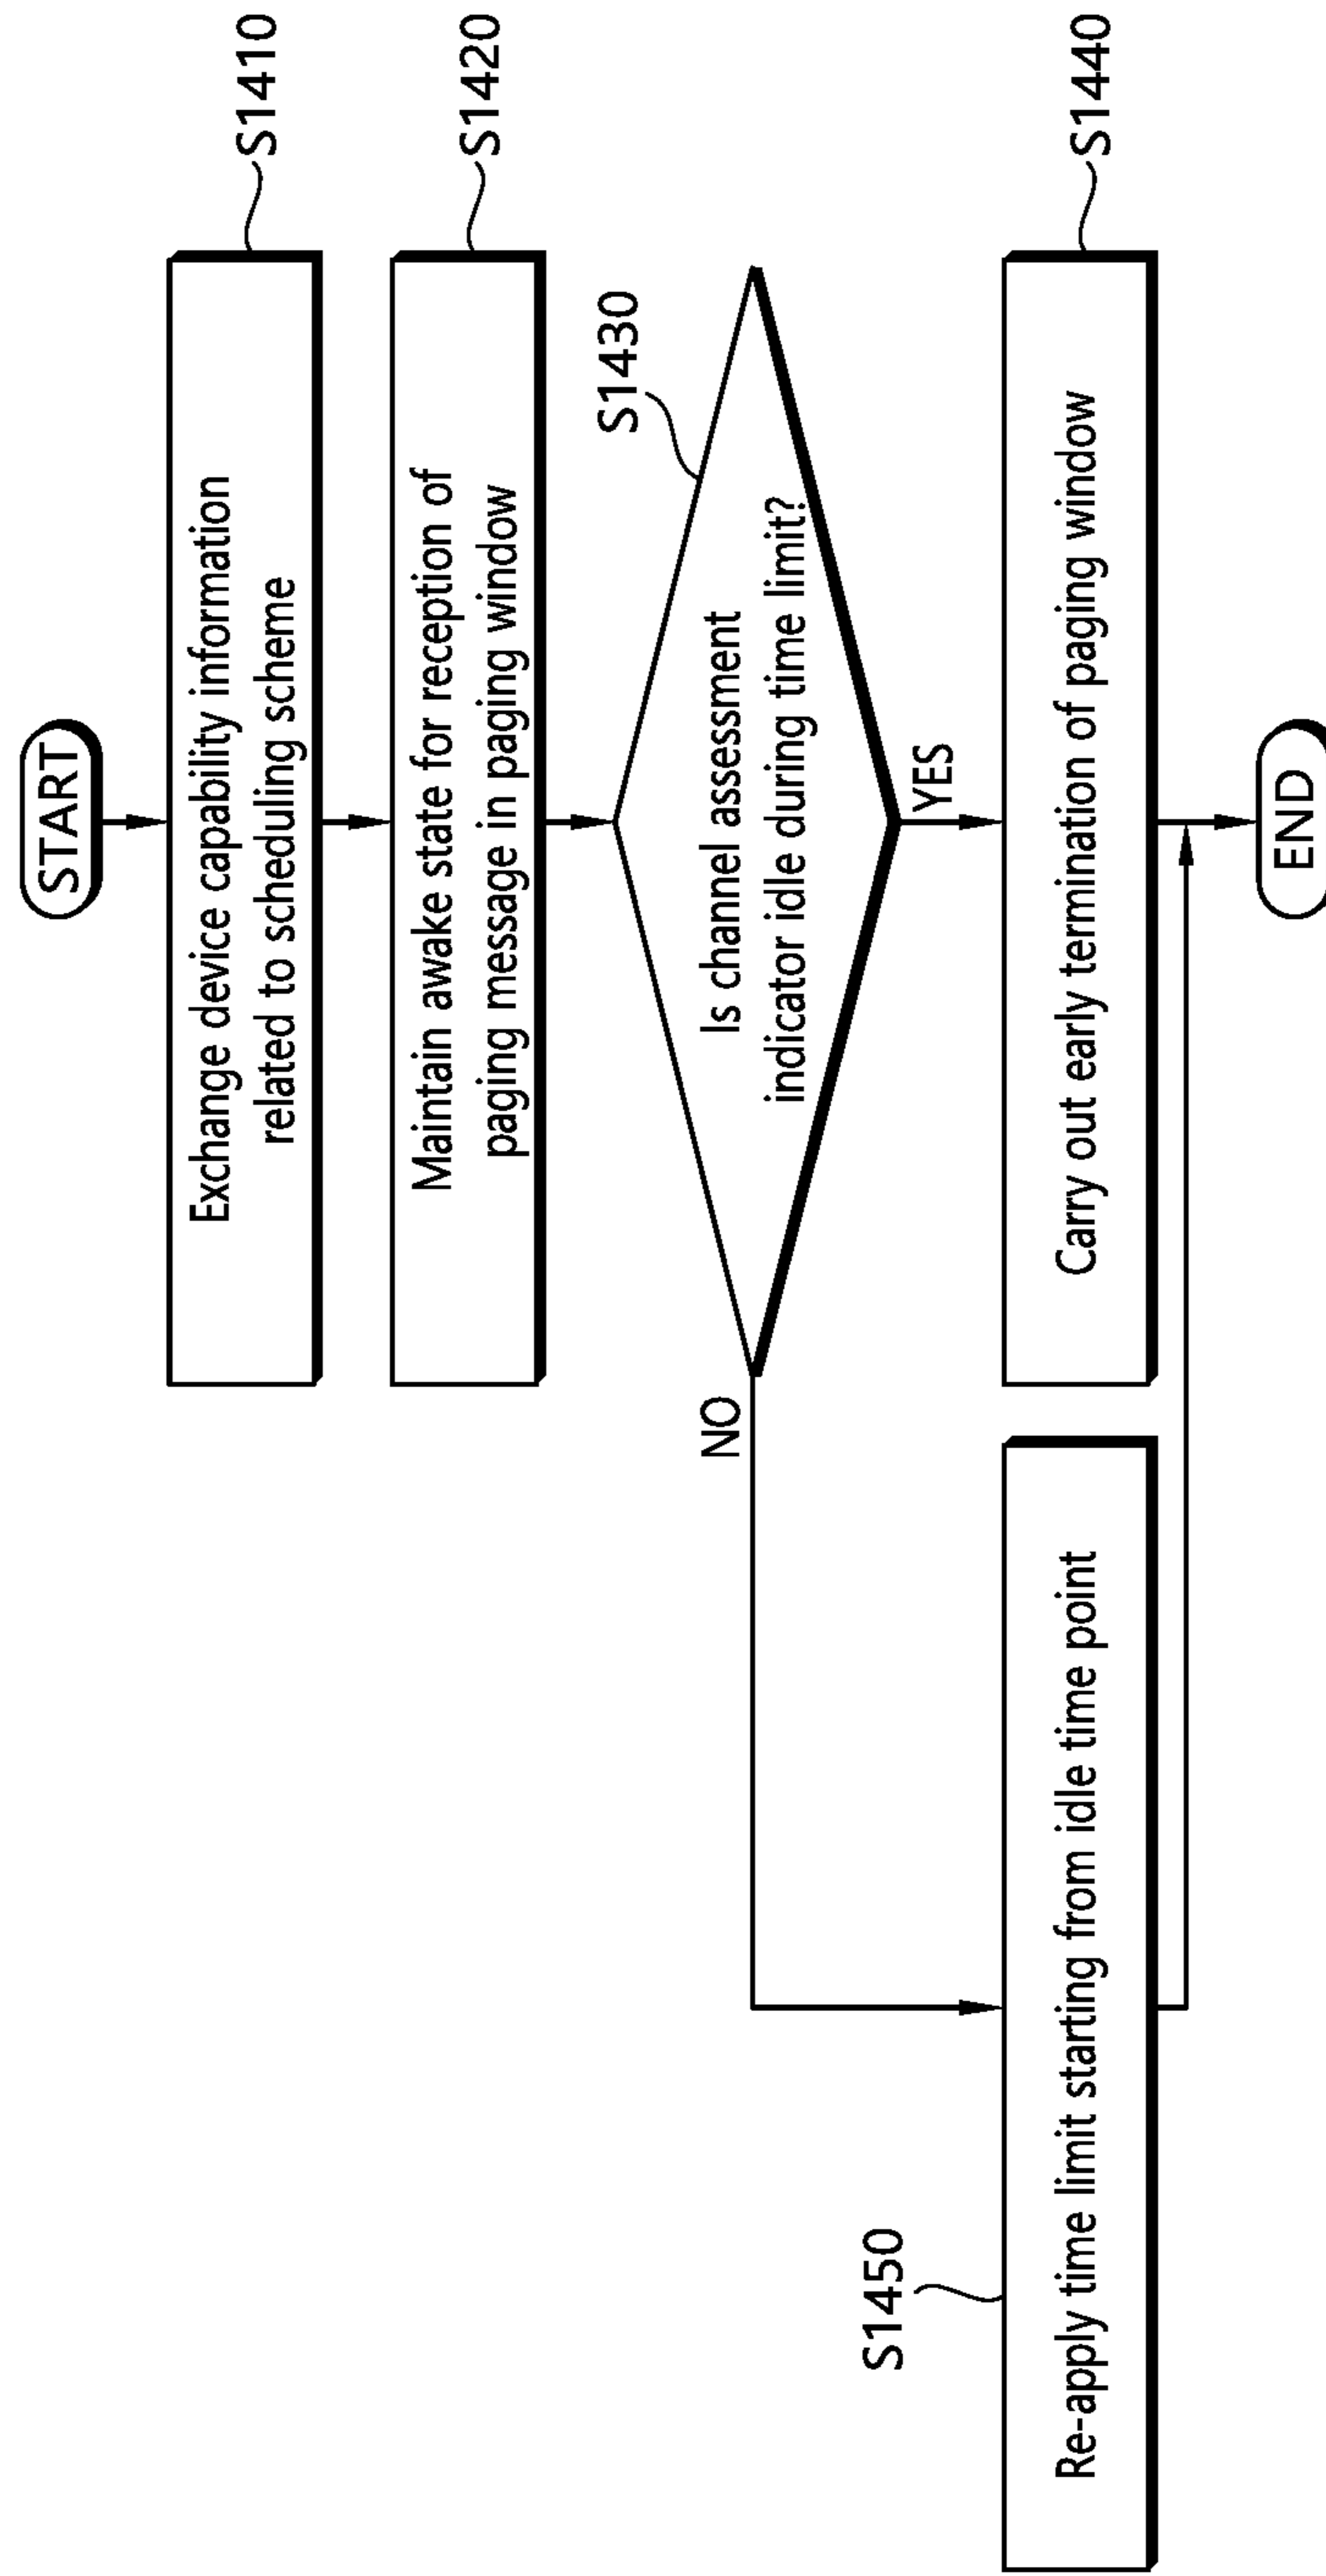 START
Exchange device capability information
related to scheduling scheme
S1410
Maintain awake state for reception of
paging message in paging window
S1420
S1430
Is channel assessment
indicator idle during time limit?
NO
YES
S1450
Re-apply time limit starting from idle time point
Carry out early termination of paging window
S1440
END